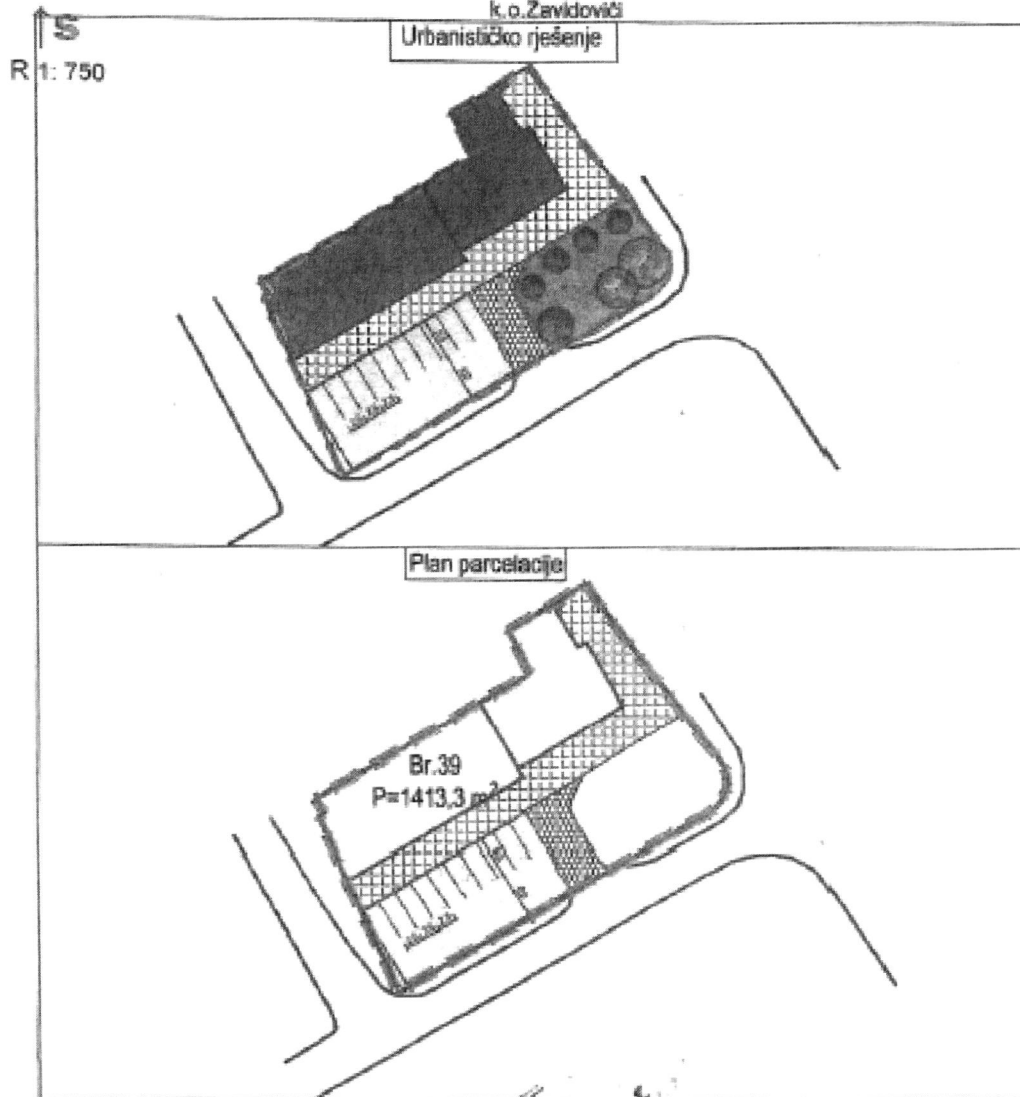 k.o.Zavidovići
S
Urbanističko rješenje
R 1: 750
Plan parcelacije
Br.39
P=1413,3 m²